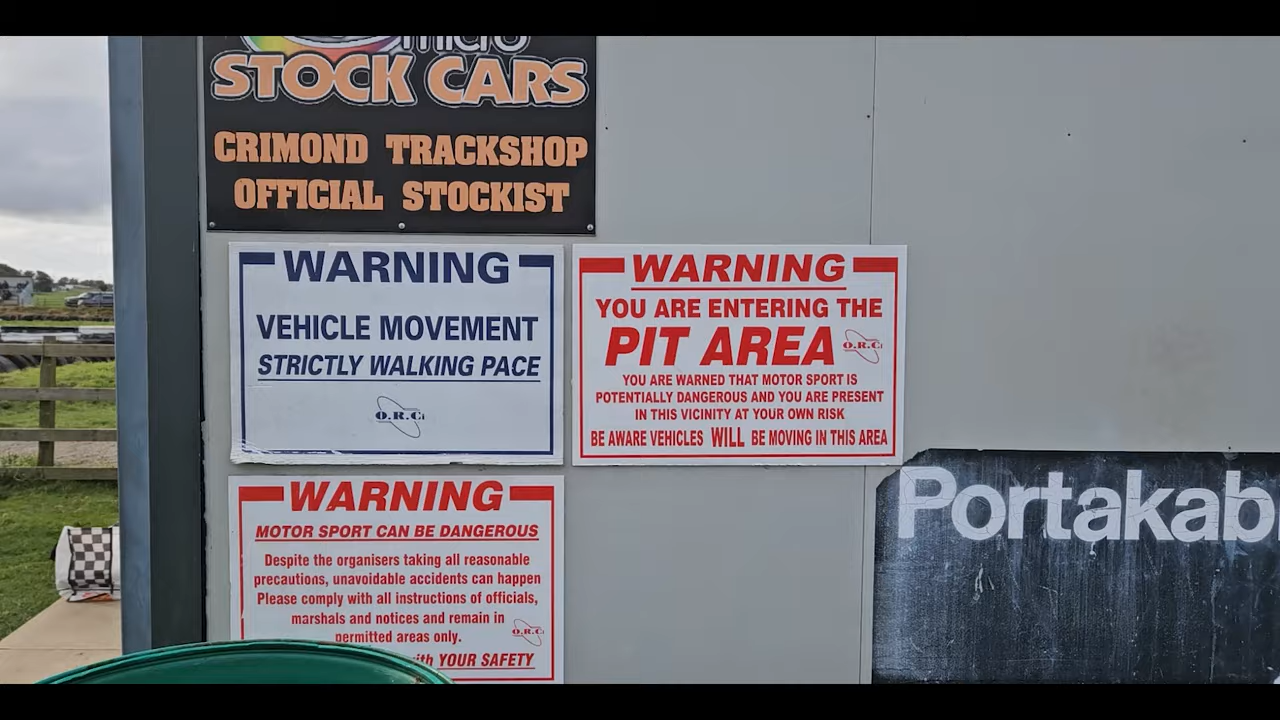 micro
STOCK CARS
CRIMOND TRACKSHOP
OFFICIAL STOCKIST
WARNING
VEHICLE MOVEMENT
STRICTLY WALKING PACE
O.R.C.
WARNING
YOU ARE ENTERING THE
PIT AREA
O.R.C.
YOU ARE WARNED THAT MOTOR SPORT IS
POTENTIALLY DANGEROUS AND YOU ARE PRESENT
IN THIS VICINITY AT YOUR OWN RISK
BE AWARE VEHICLES WILL BE MOVING IN THIS AREA
WARNING
MOTOR SPORT CAN BE DANGEROUS
Despite the organisers taking all reasonable
precautions, unavoidable accidents can happen
Please comply with all instructions of officials,
marshals and notices and remain in
permitted areas only.
O.R.C.
with YOUR SAFETY
Portakab